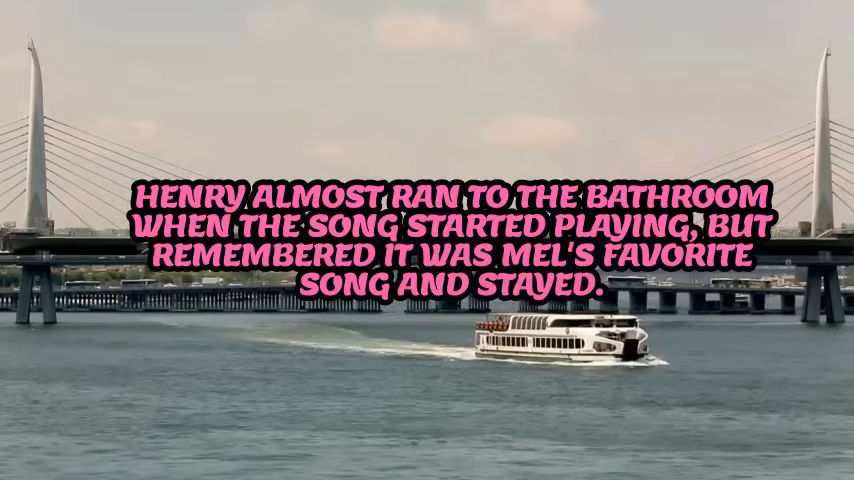 HENRY ALMOST RAN TO THE BATHROOM
WHEN THE SONG STARTED PLAYING, BUT
REMEMBERED IT WAS MEL'S FAVORITE
SONG AND STAYED.